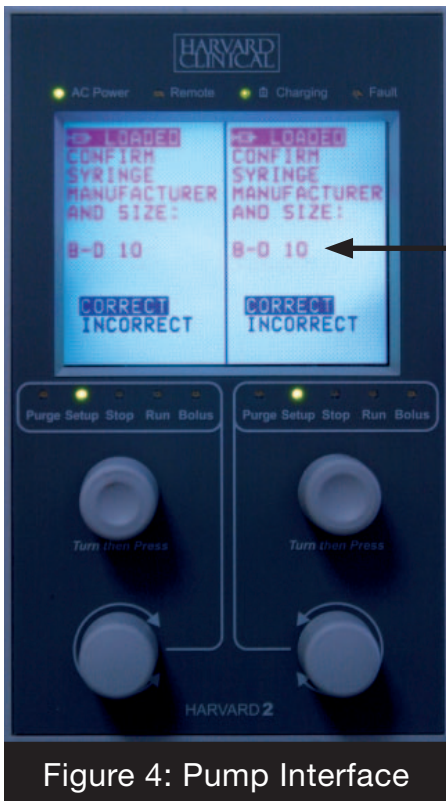 HARVARD
CLINICAL
AC Power Remote Charging Fault
LOADED
CONFIRM
SYRINGE
MANUFACTURER
AND SIZE:
B-D 10
CORRECT
INCORRECT
LOADED
CONFIRM
SYRINGE
MANUFACTURER
AND SIZE:
B-D 10
CORRECT
INCORRECT
Purge Setup Stop Run Bolus
Purge Setup Stop Run Bolus
Turn then Press
Turn then Press
HARVARD 2
Figure 4: Pump Interface